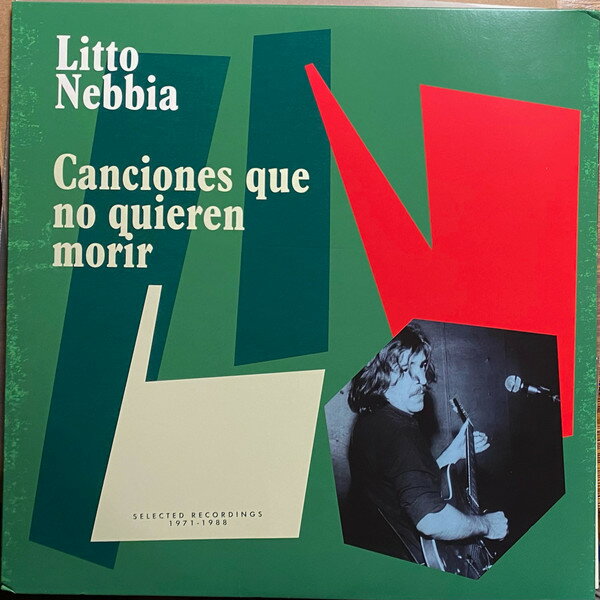 Litto
Nebbia
Canciones que
no quieren
morir
SELECTED RECORDINGS
1971-1988